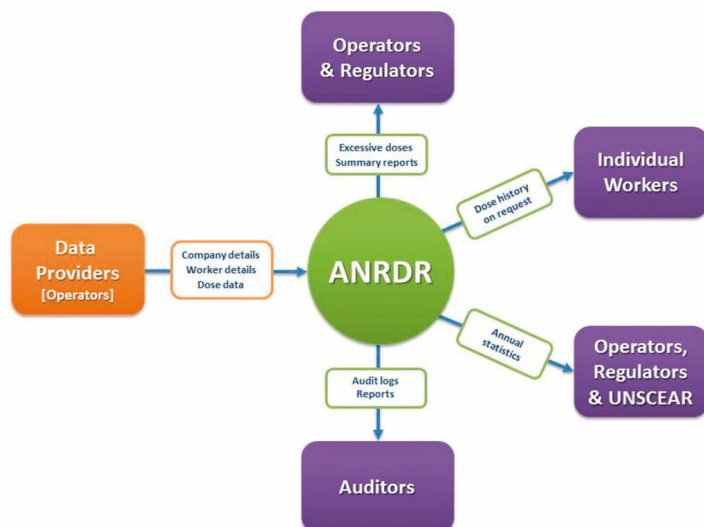 Operators
& Regulators
Excessive doses
Summary reports
Individual
Workers
Dose history
on request
Data
Providers
[Operators]
Company details
Worker details
Dose data
ANRDR
Annual
statistics
Operators,
Regulators
& UNSCEAR
Audit logs
Reports
Auditors